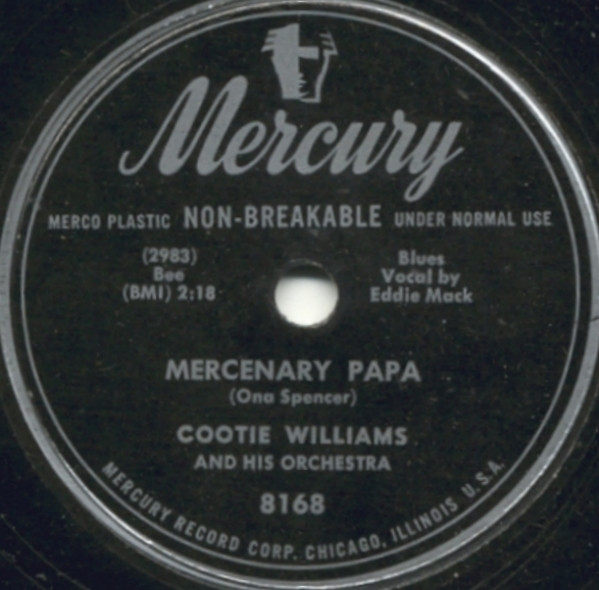 Mercury
MERCO PLASTIC NON-BREAKABLE UNDER NORMAL USE
(2983)
Bee
(BMI) 2:18
Blues
Vocal by
Eddie Mack
MERCENARY PAPA
(Ona Spencer)
COOTIE WILLIAMS
AND HIS ORCHESTRA
8168
MERCURY RECORD CORP. CHICAGO, ILLINOIS U.S.A.